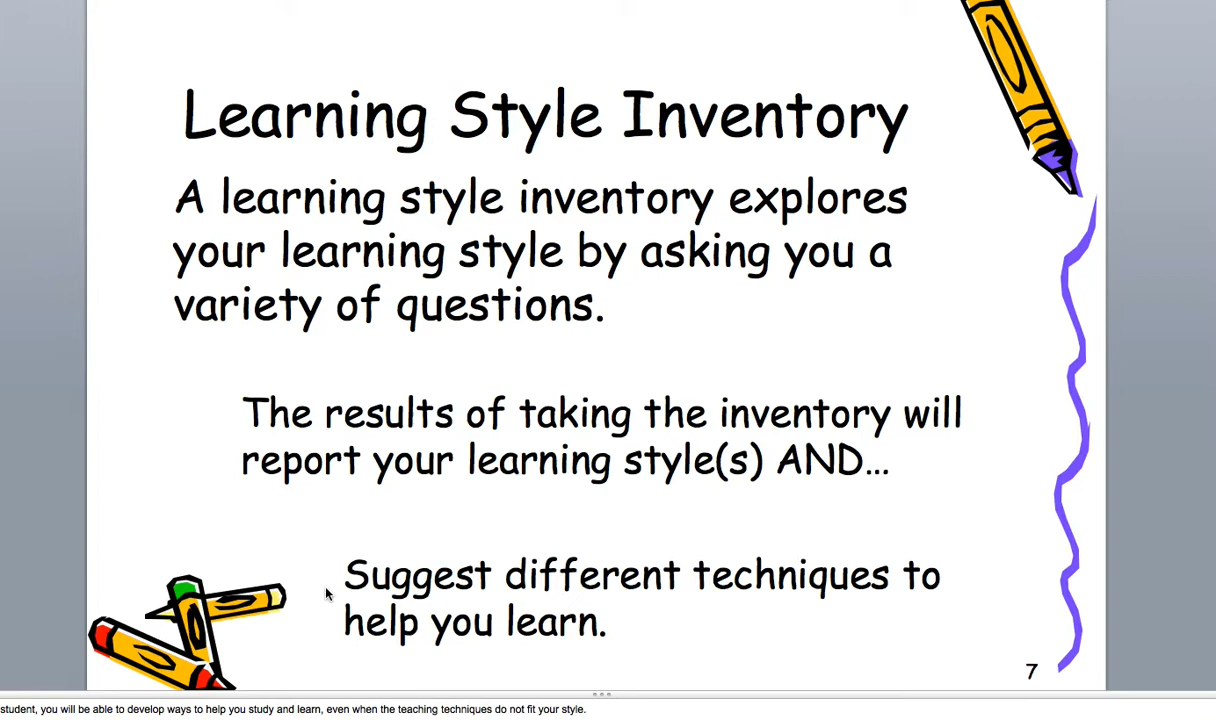 Learning Style Inventory
A learning style inventory explores
your learning style by asking you a
variety of questions.
The results of taking the inventory will
report your learning style(s) AND...
Suggest different techniques to
help you learn.
7
student, you will be able to develop ways to help you study and learn, even when the teaching techniques do not fit your style.